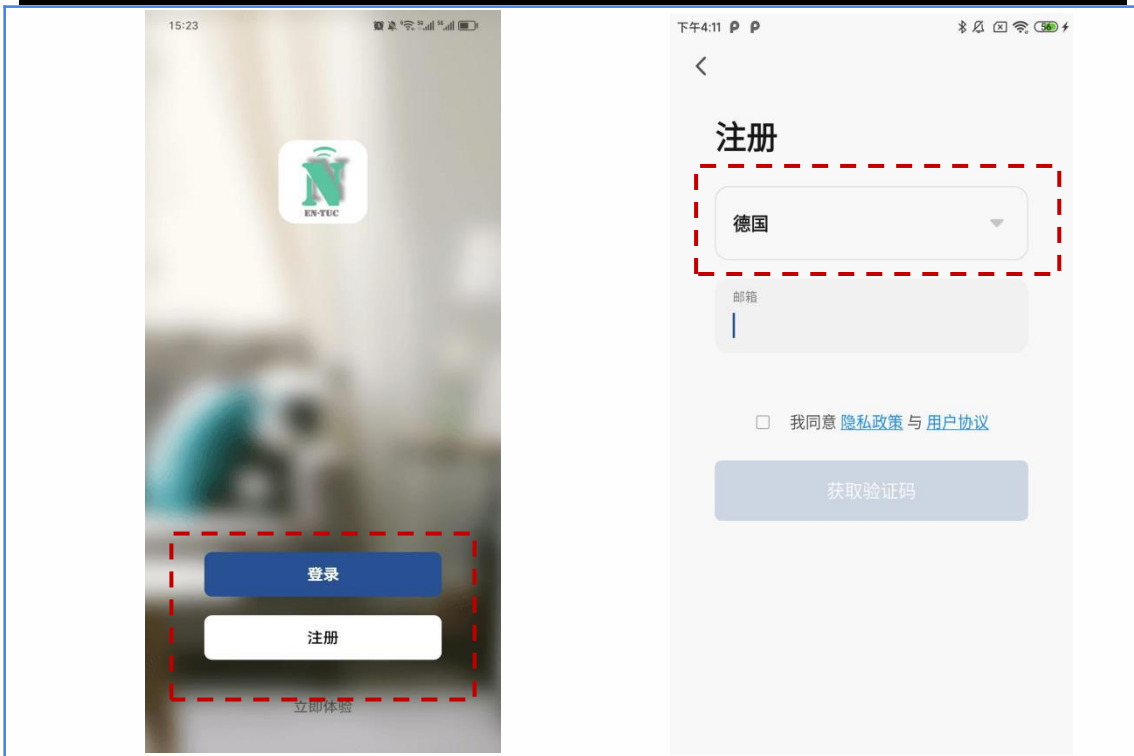 15:23
EN-TUC
登录
注册
立即体验
下午4:11
56
注册
德国
邮箱
我同意 隐私政策 与 用户协议
获取验证码